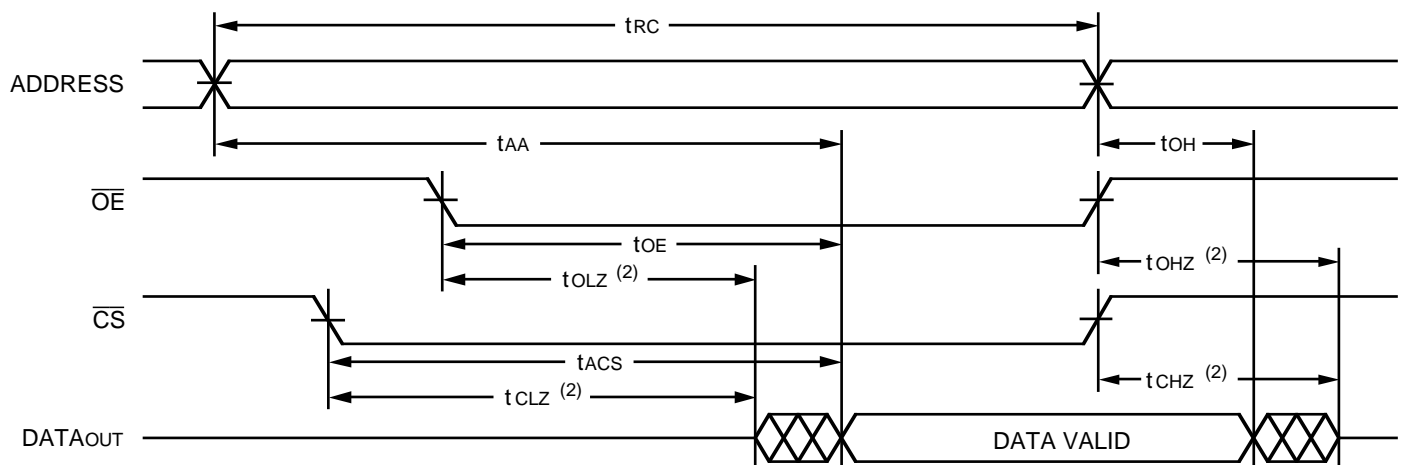 tRC
ADDRESS
tAA
tOH
OE
tOE
tOLZ (2)
tOHZ (2)
CS
tACS
tCLZ (2)
tCHZ (2)
DATAOUT
DATA VALID